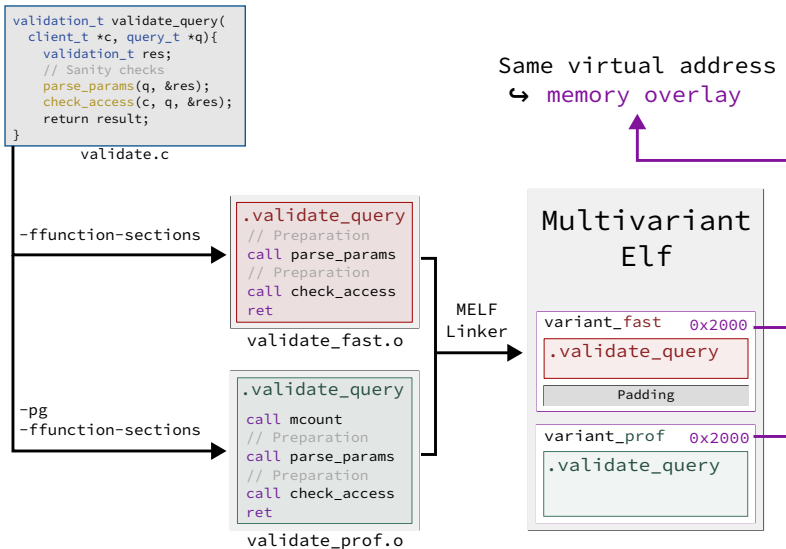 validation_t validate_query(
client_t *c, query_t *q){
validation_t res;
// Sanity checks
parse_params(q, &res);
check_access(c, q, &res);
return result;
}
validate.c
Same virtual address
↪ memory overlay
-ffunction-sections
.validate_query
// Preparation
call parse_params
// Preparation
call check_access
ret
validate_fast.o
-pg
-ffunction-sections
.validate_query
call mcount
// Preparation
call parse_params
// Preparation
call check_access
ret
validate_prof.o
MELF
Linker
Multivariant
Elf
variant_fast 0x2000
.validate_query
Padding
variant_prof 0x2000
.validate_query